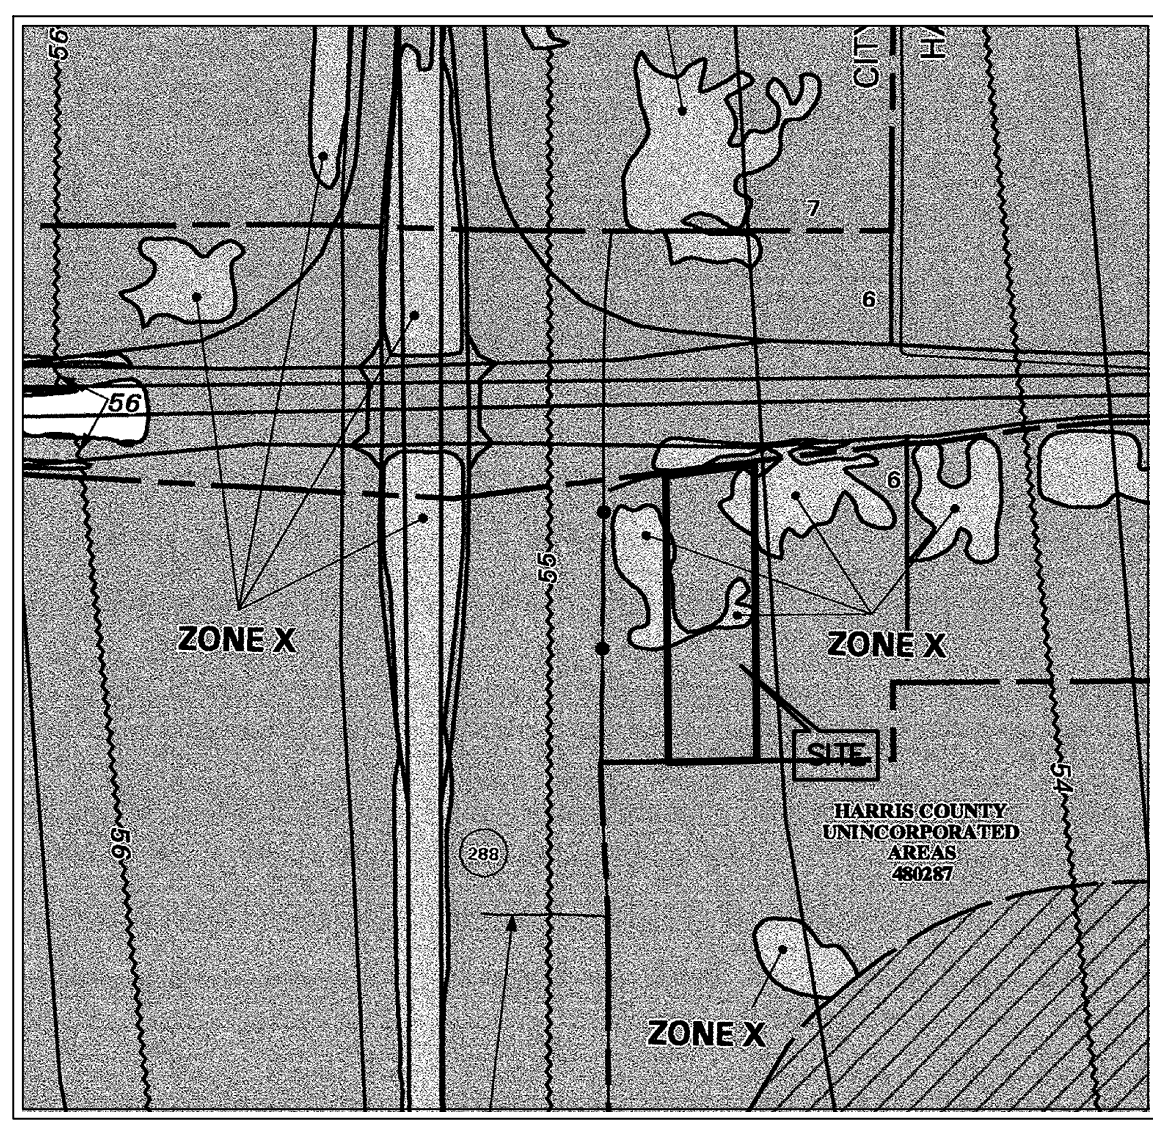 56
CITY
HA
7
6
56
6
55
ZONE X
ZONE X
SITE
54
HARRIS COUNTY
UNINCORPORATED
AREAS
480287
56
288
ZONE X